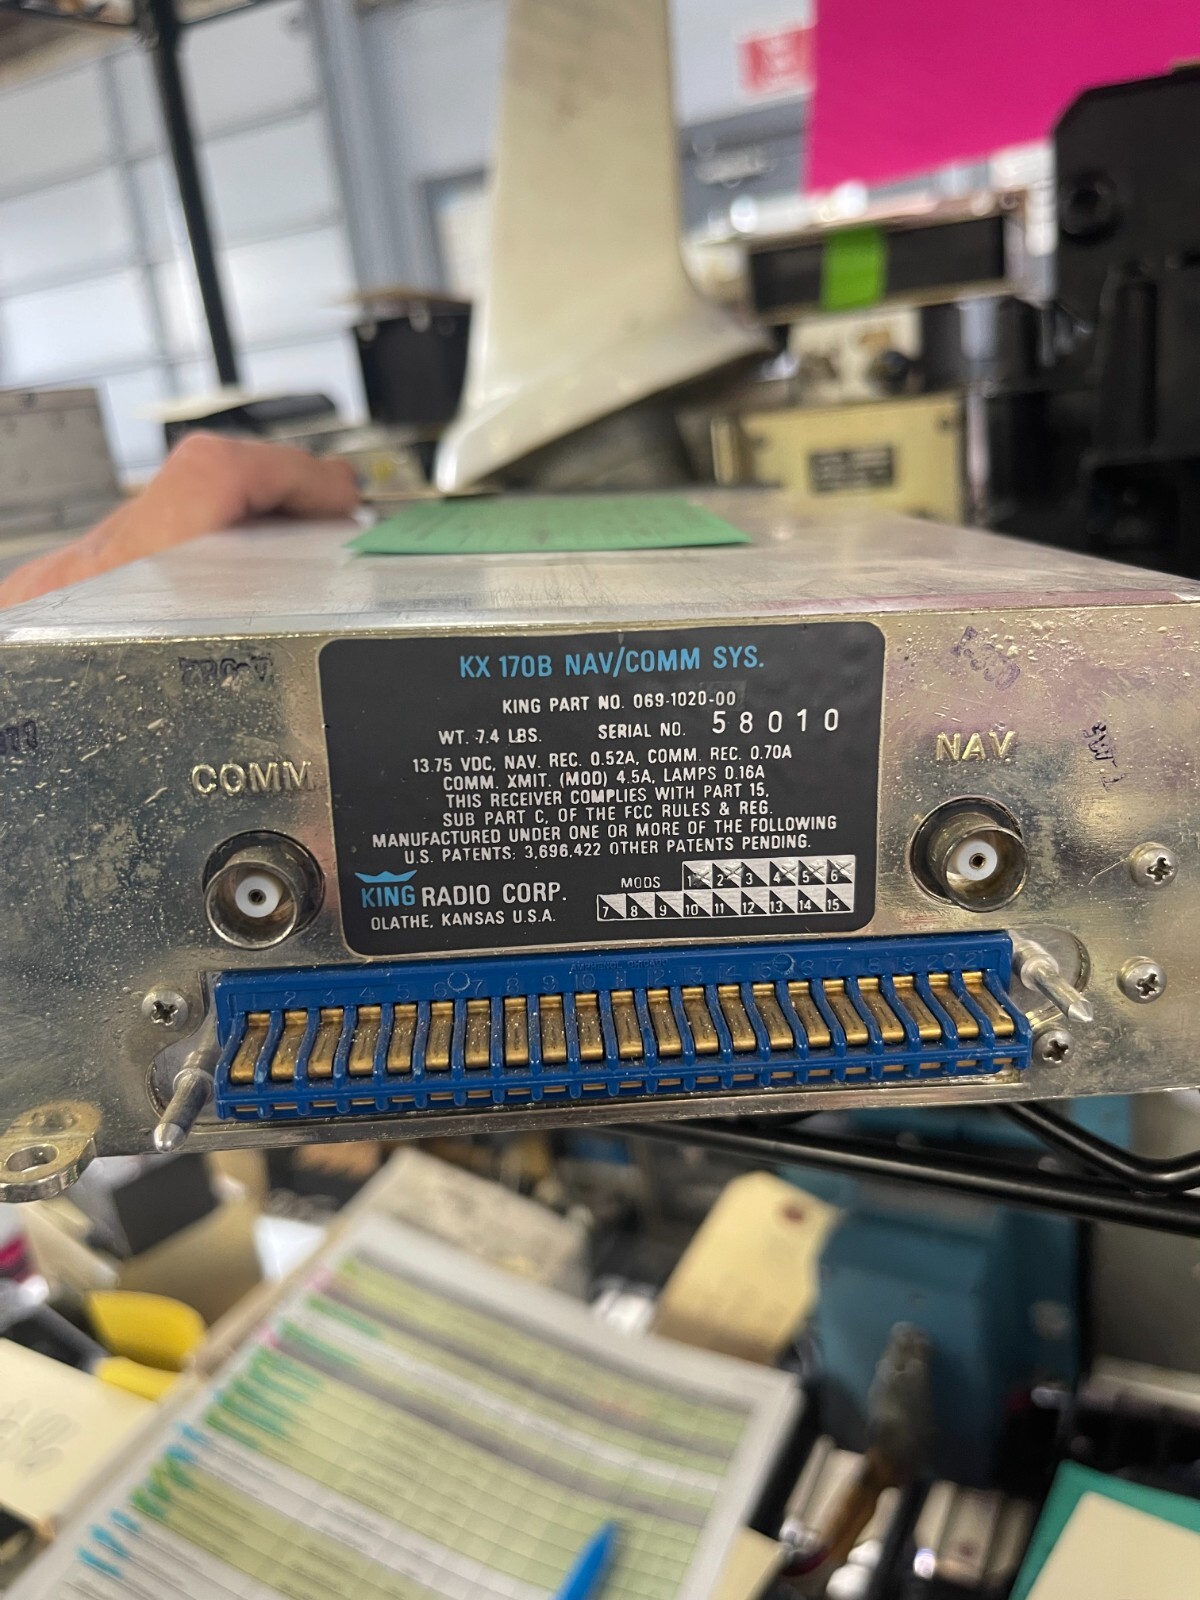 KX 170B NAV/COMM SYS.
KING PART NO. 069-1020-00
WT. 7.4 LBS. SERIAL NO. 58010
13.75 VDC, NAV. REC. 0.52A, COMM. REC. 0.70A
COMM. XMIT. (MOD) 4.5A, LAMPS 0.16A
THIS RECEIVER COMPLIES WITH PART 15,
SUB PART C, OF THE FCC RULES & REG.
MANUFACTURED UNDER ONE OR MORE OF THE FOLLOWING
U.S. PATENTS: 3,696,422 OTHER PATENTS PENDING.
KING RADIO CORP.
OLATHE, KANSAS U.S.A.
MODS 1 2 3 4 5 6
7 8 9 10 11 12 13 14 15
COMM
NAV
1 2 3 4 5 6 7 8 9 10 11 12 13 14 15 16 17 18 19 20 21